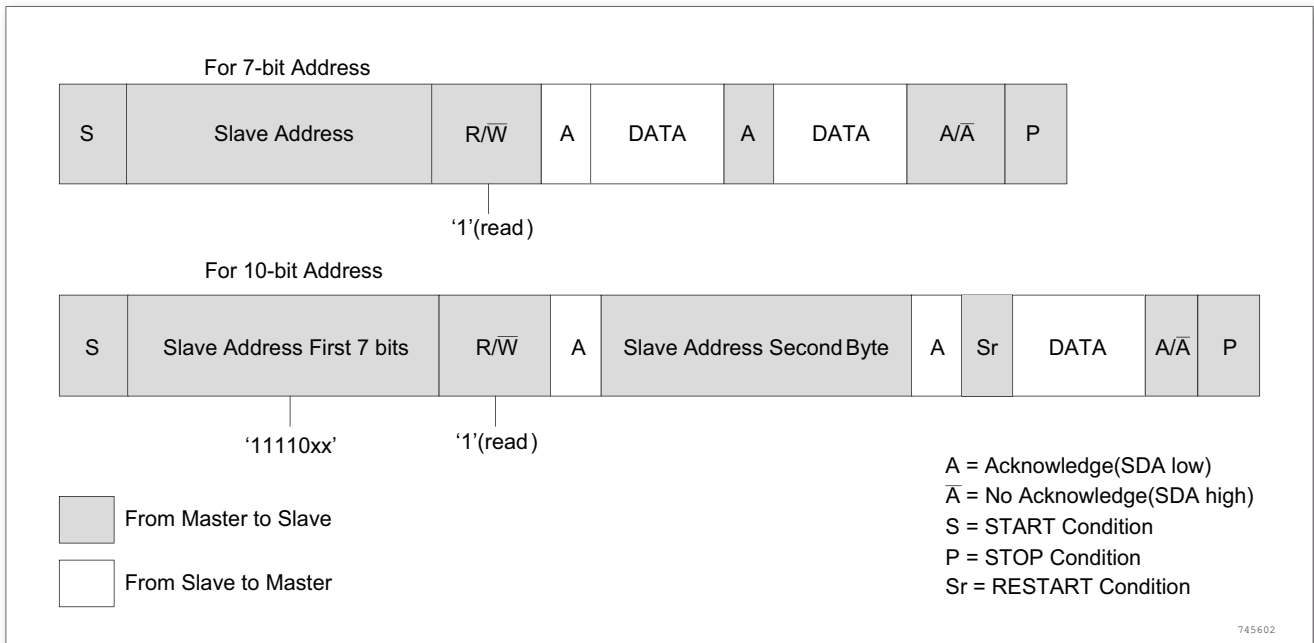 For 7-bit Address
S Slave Address R/W̅ A DATA A DATA A/A̅ P
‘1’(read)
For 10-bit Address
S Slave Address First 7 bits R/W̅ A Slave Address Second Byte A Sr DATA A/A̅ P
‘11110xx’ ‘1’(read)
From Master to Slave
From Slave to Master
A = Acknowledge(SDA low)
A̅ = No Acknowledge(SDA high)
S = START Condition
P = STOP Condition
Sr = RESTART Condition
745602